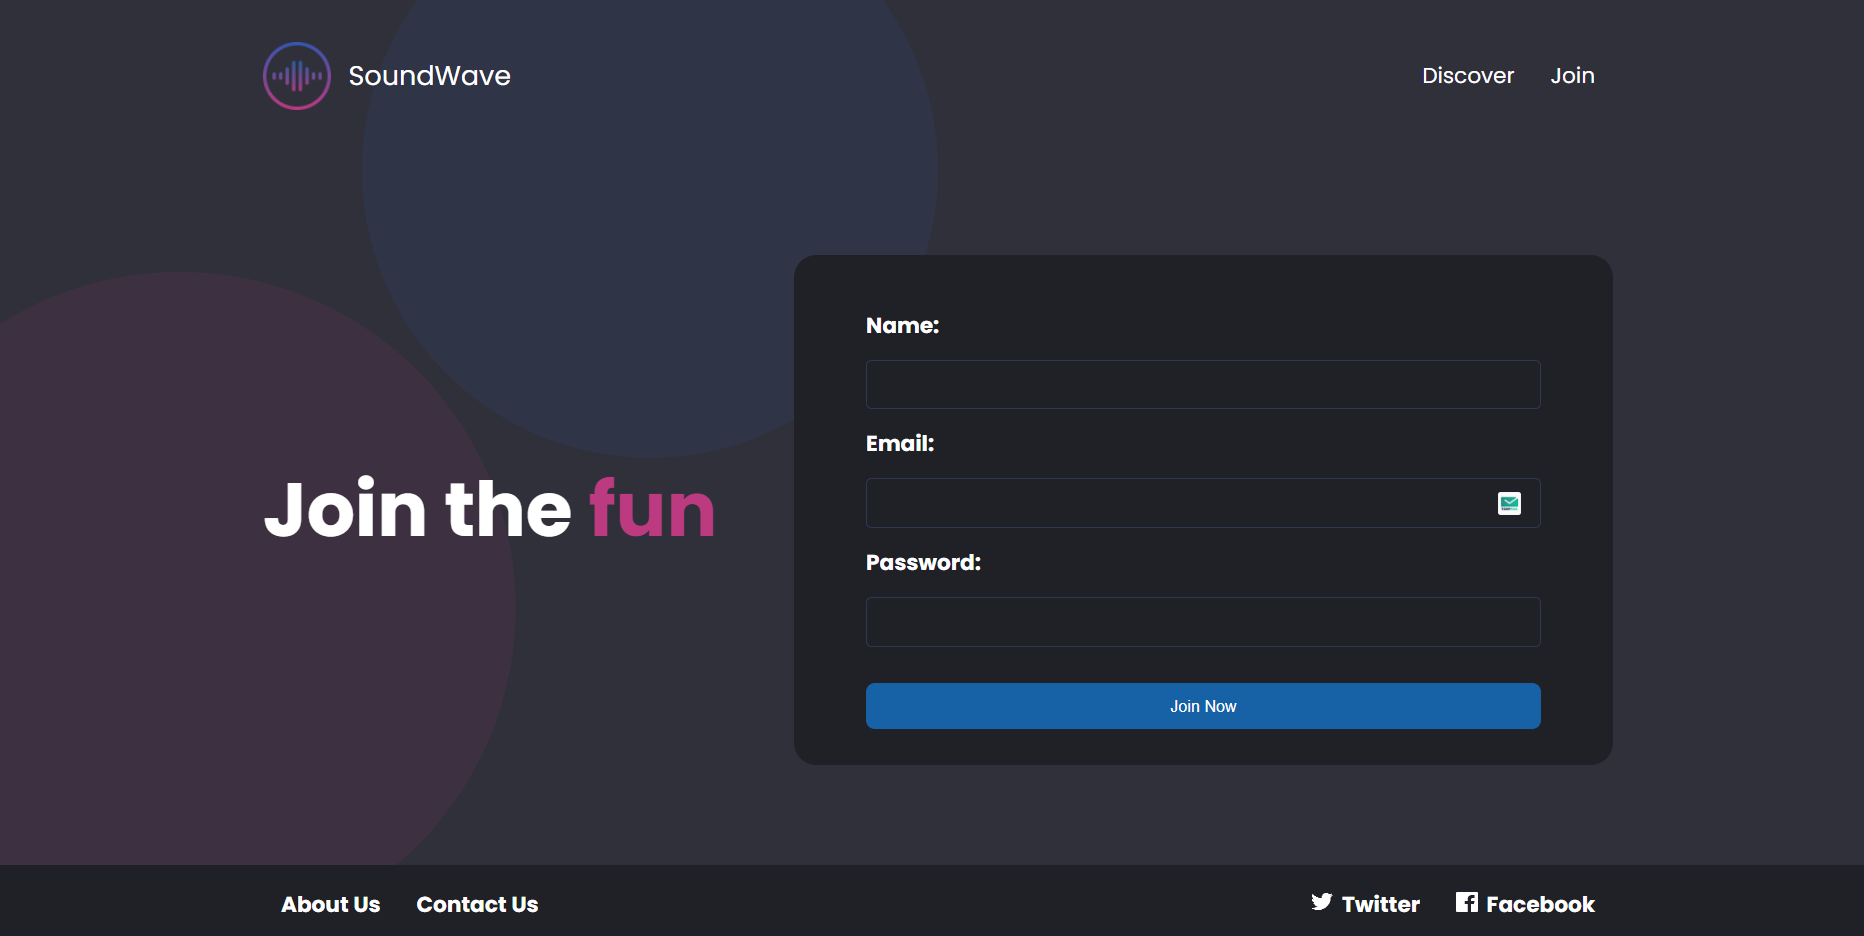 SoundWave
Discover
Join
Join the fun
Name:
Email:
Password:
Join Now
About Us
Contact Us
Twitter
Facebook